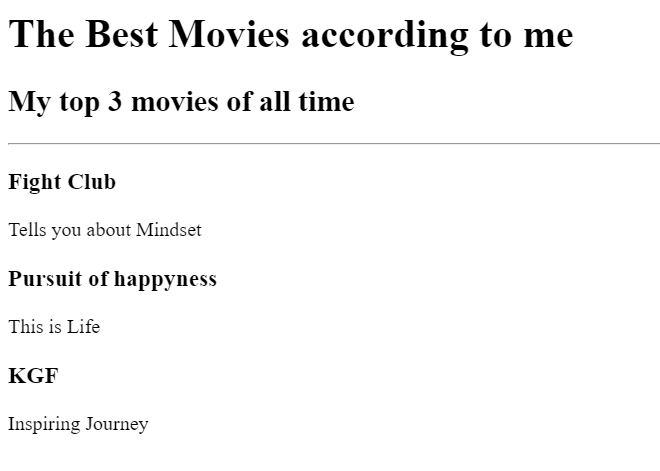 The Best Movies according to me
My top 3 movies of all time
Fight Club
Tells you about Mindset
Pursuit of happyness
This is Life
KGF
Inspiring Journey